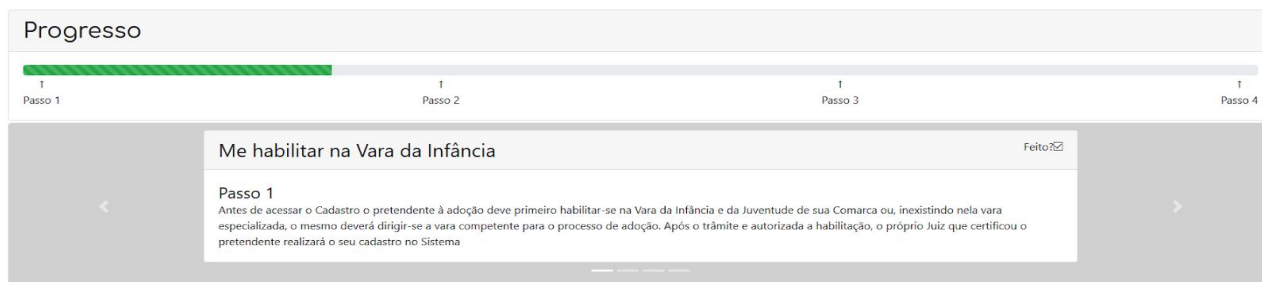 Progresso
↑ ↑ ↑ ↑
Passo 1 Passo 2 Passo 3 Passo 4
Me habilitar na Vara da Infância Feito?☑
Passo 1
Antes de acessar o Cadastro o pretendente à adoção deve primeiro habilitar-se na Vara da Infância e da Juventude de sua Comarca ou, inexistindo nela vara
especializada, o mesmo deverá dirigir-se a vara competente para o processo de adoção. Após o trâmite e autorizada a habilitação, o próprio Juiz que certificou o
pretendente realizará o seu cadastro no Sistema